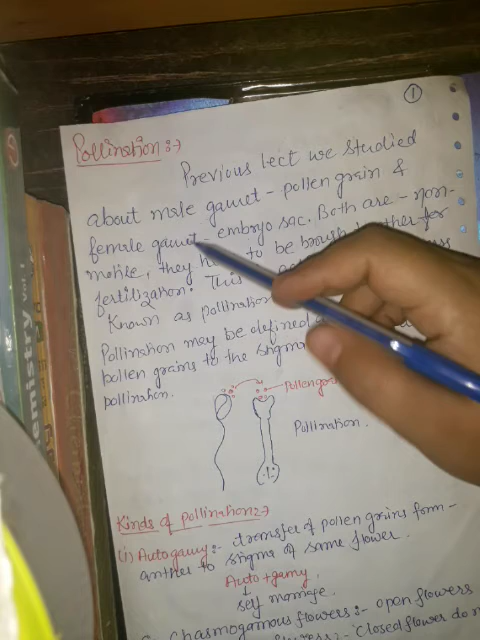 ①
Pollination :→
Previous lect we studied
about male gamet - pollen grain &
female gamet - embryo sac. Both are - non-
motile, they to be for
fertilization. This
Known as pollination
Pollination may be defined
pollen grains to the stigma
pollination.
Pollen
Pollination.
Kinds of pollination :→
(i) Autogamy :- transfer of pollen grains form -
anther to stigma of same flower.
Auto + gamy
↓
self marriage.
Chasmogamous flowers :- open flowers
Closed flower do
emistry Vol. I